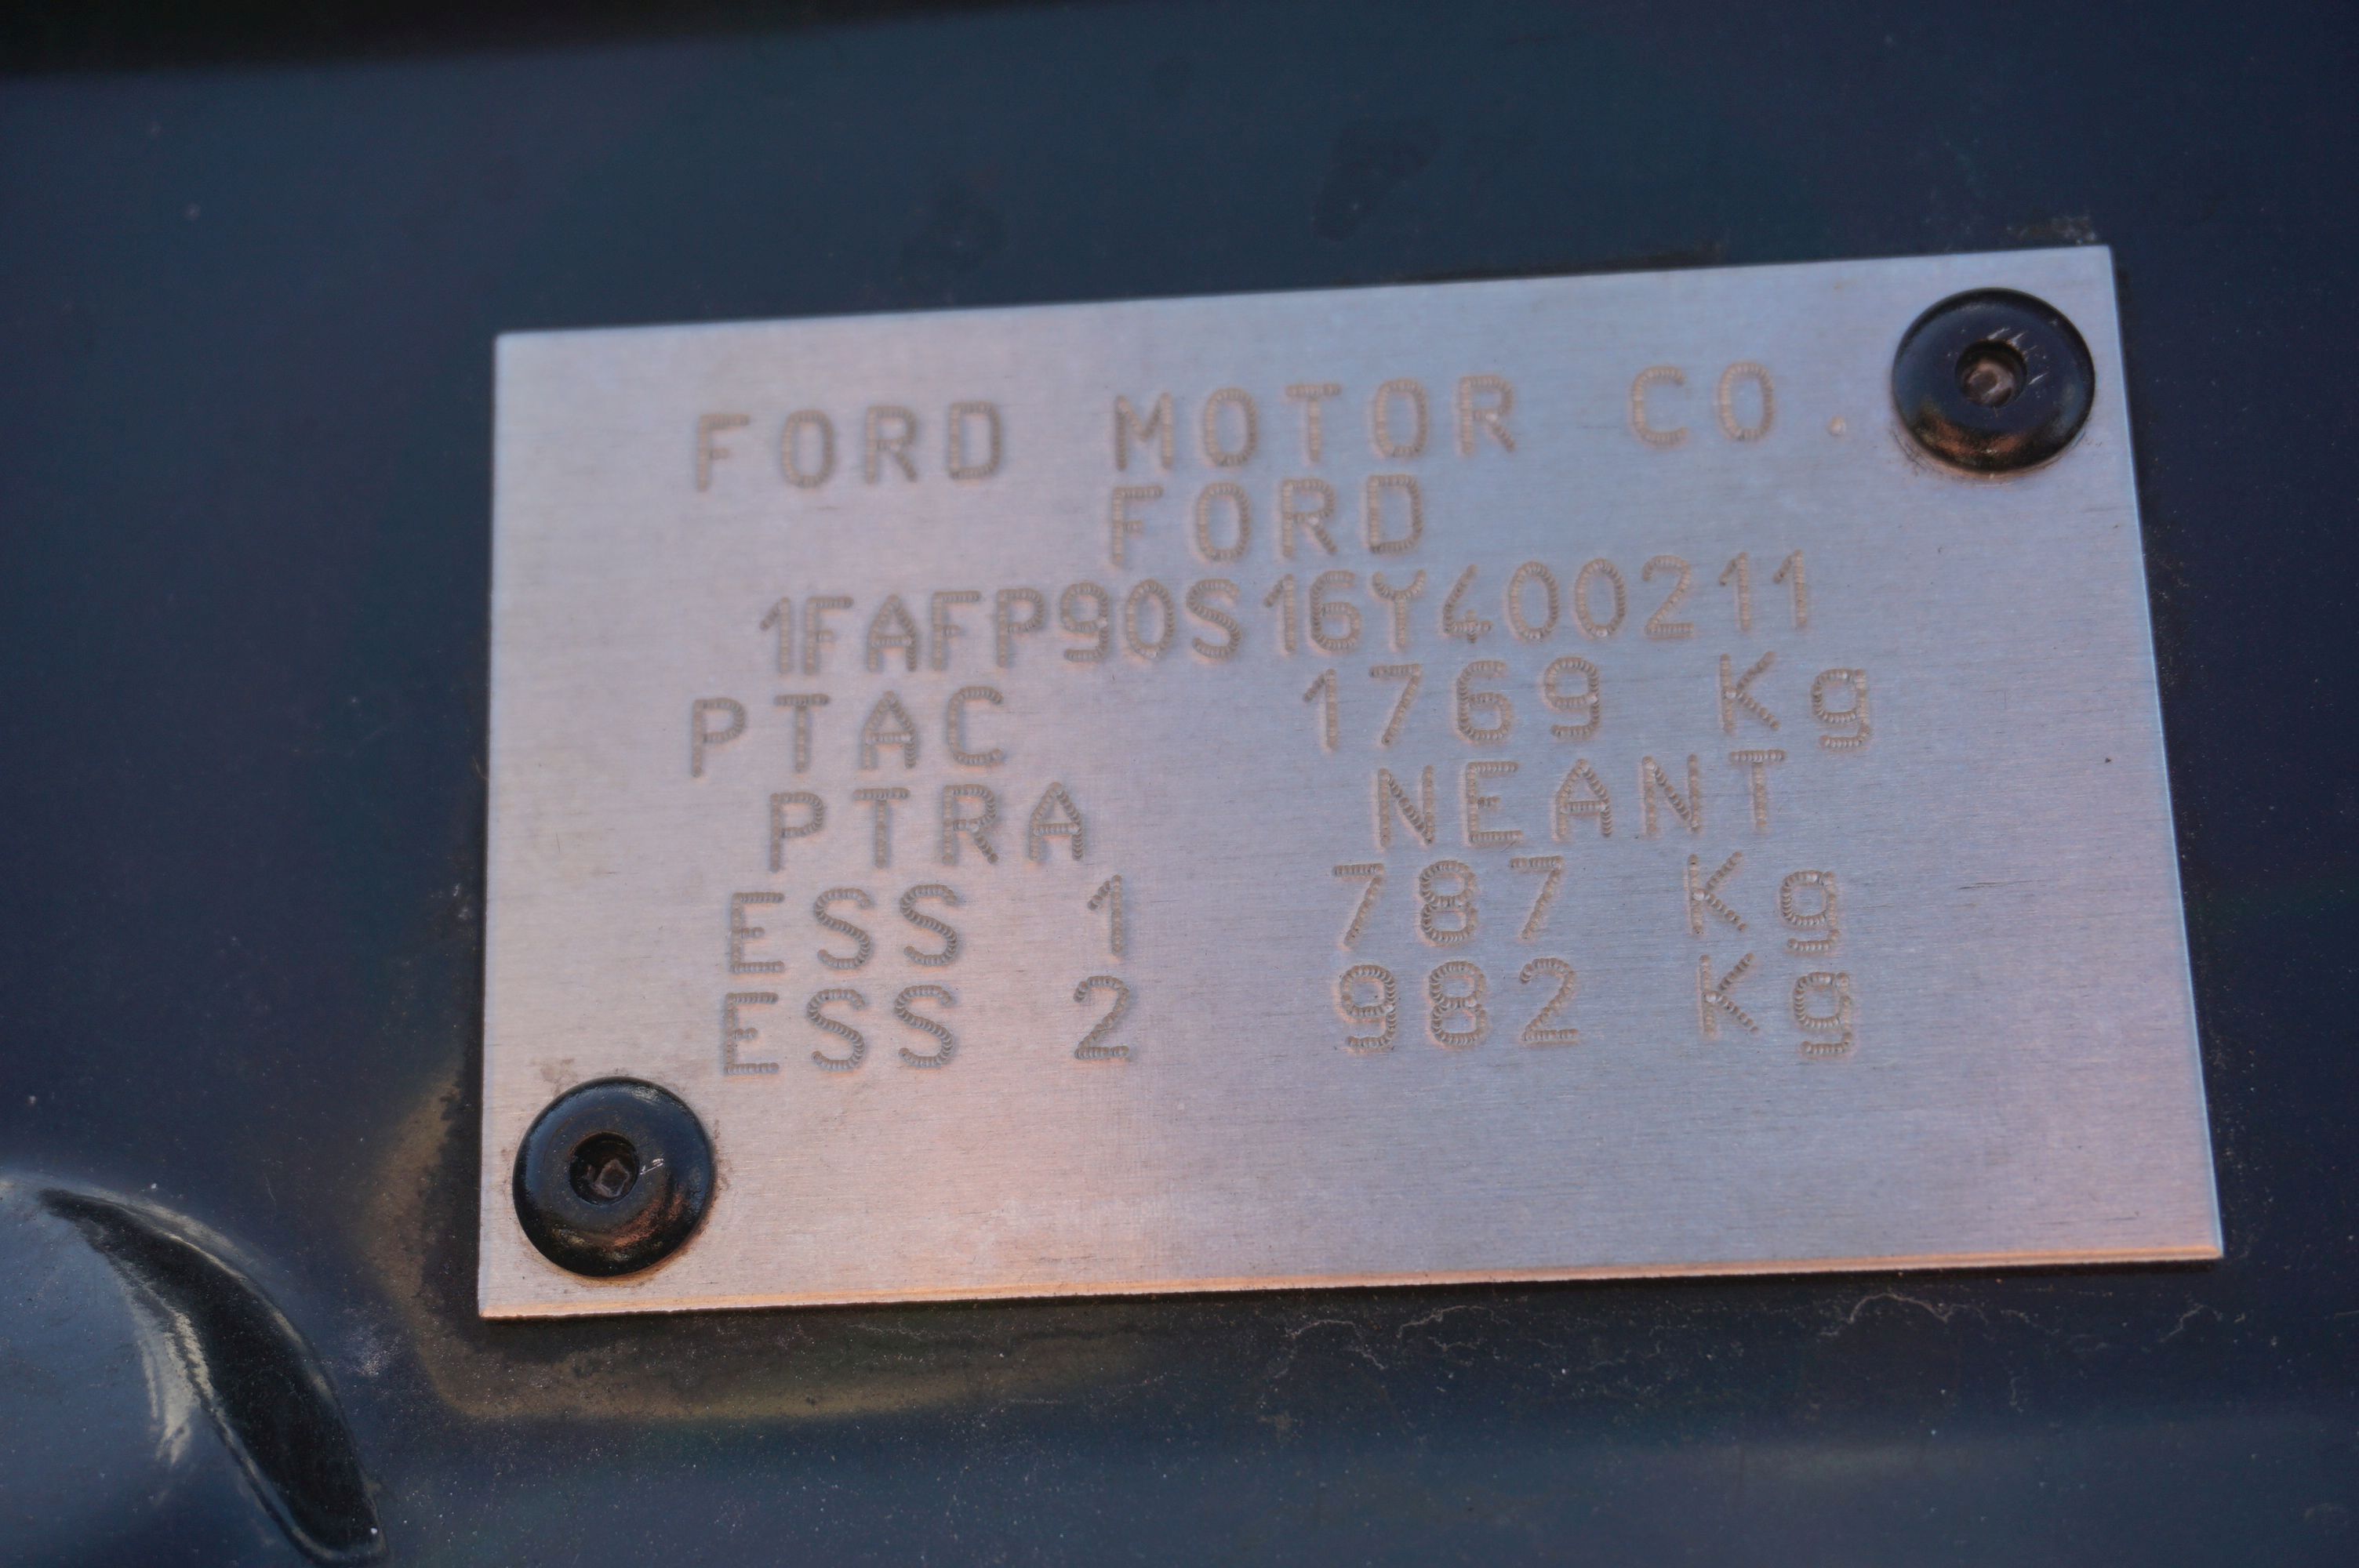 FORD MOTOR CO.
FORD
1FAFP90S16Y400211
PTAC 1769 Kg
PTRA NEANT
ESS 1 787 Kg
ESS 2 982 Kg